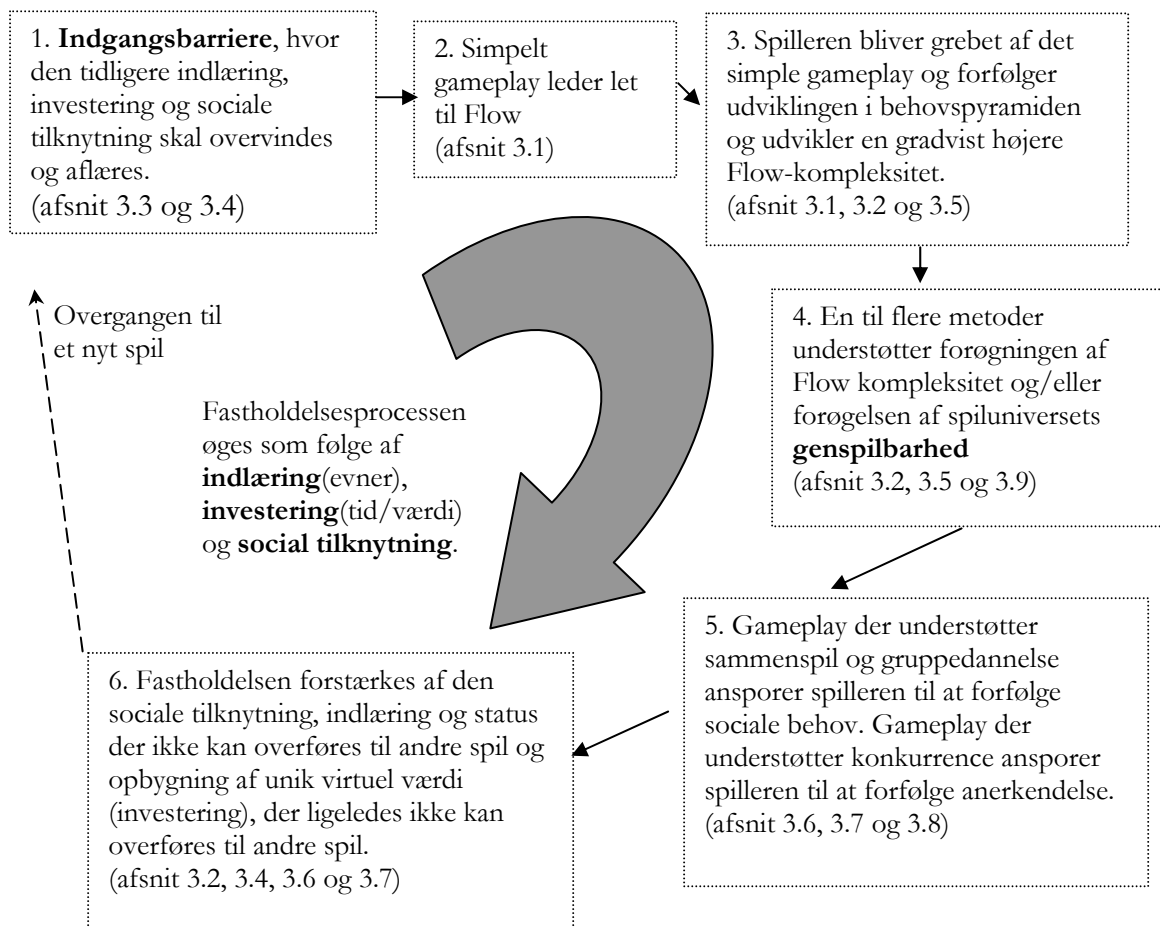 1. Indgangsbarriere, hvor
den tidligere indlæring,
investering og sociale
tilknytning skal overvindes
og aflæres.
(afsnit 3.3 og 3.4)
2. Simpelt
gameplay leder let
til Flow
(afsnit 3.1)
3. Spilleren bliver grebet af det
simple gameplay og forfølger
udviklingen i behovspyramiden
og udvikler en gradvist højere
Flow-kompleksitet.
(afsnit 3.1, 3.2 og 3.5)
4. En til flere metoder
understøtter forøgningen af
Flow kompleksitet og/eller
forøgelsen af spiluniversets
genspilbarhed
(afsnit 3.2, 3.5 og 3.9)
5. Gameplay der understøtter
sammenspil og gruppedannelse
ansporer spilleren til at forfølge
sociale behov. Gameplay der
understøtter konkurrence ansporer
spilleren til at forfølge anerkendelse.
(afsnit 3.6, 3.7 og 3.8)
6. Fastholdelsen forstærkes af den
sociale tilknytning, indlæring og status
der ikke kan overføres til andre spil og
opbygning af unik virtuel værdi
(investering), der ligeledes ikke kan
overføres til andre spil.
(afsnit 3.2, 3.4, 3.6 og 3.7)
Overgangen til
et nyt spil
Fastholdelsesprocessen
øges som følge af
indlæring(evner),
investering(tid/værdi)
og social tilknytning.